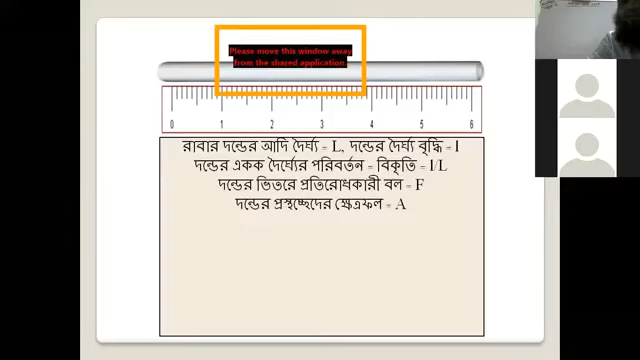 Please move this window away
from the shared application.
0 1 2 3 4 5 6
রাবার দন্ডের আদি দৈর্ঘ্য = L, দন্ডের দৈর্ঘ্য বৃদ্ধি = l
দন্ডের একক দৈর্ঘ্যের পরিবর্তন = বিকৃতি = l/L
দন্ডের ভিতরে প্রতিরোধকারী বল = F
দন্ডের প্রস্থচ্ছেদের ক্ষেত্রফল = A